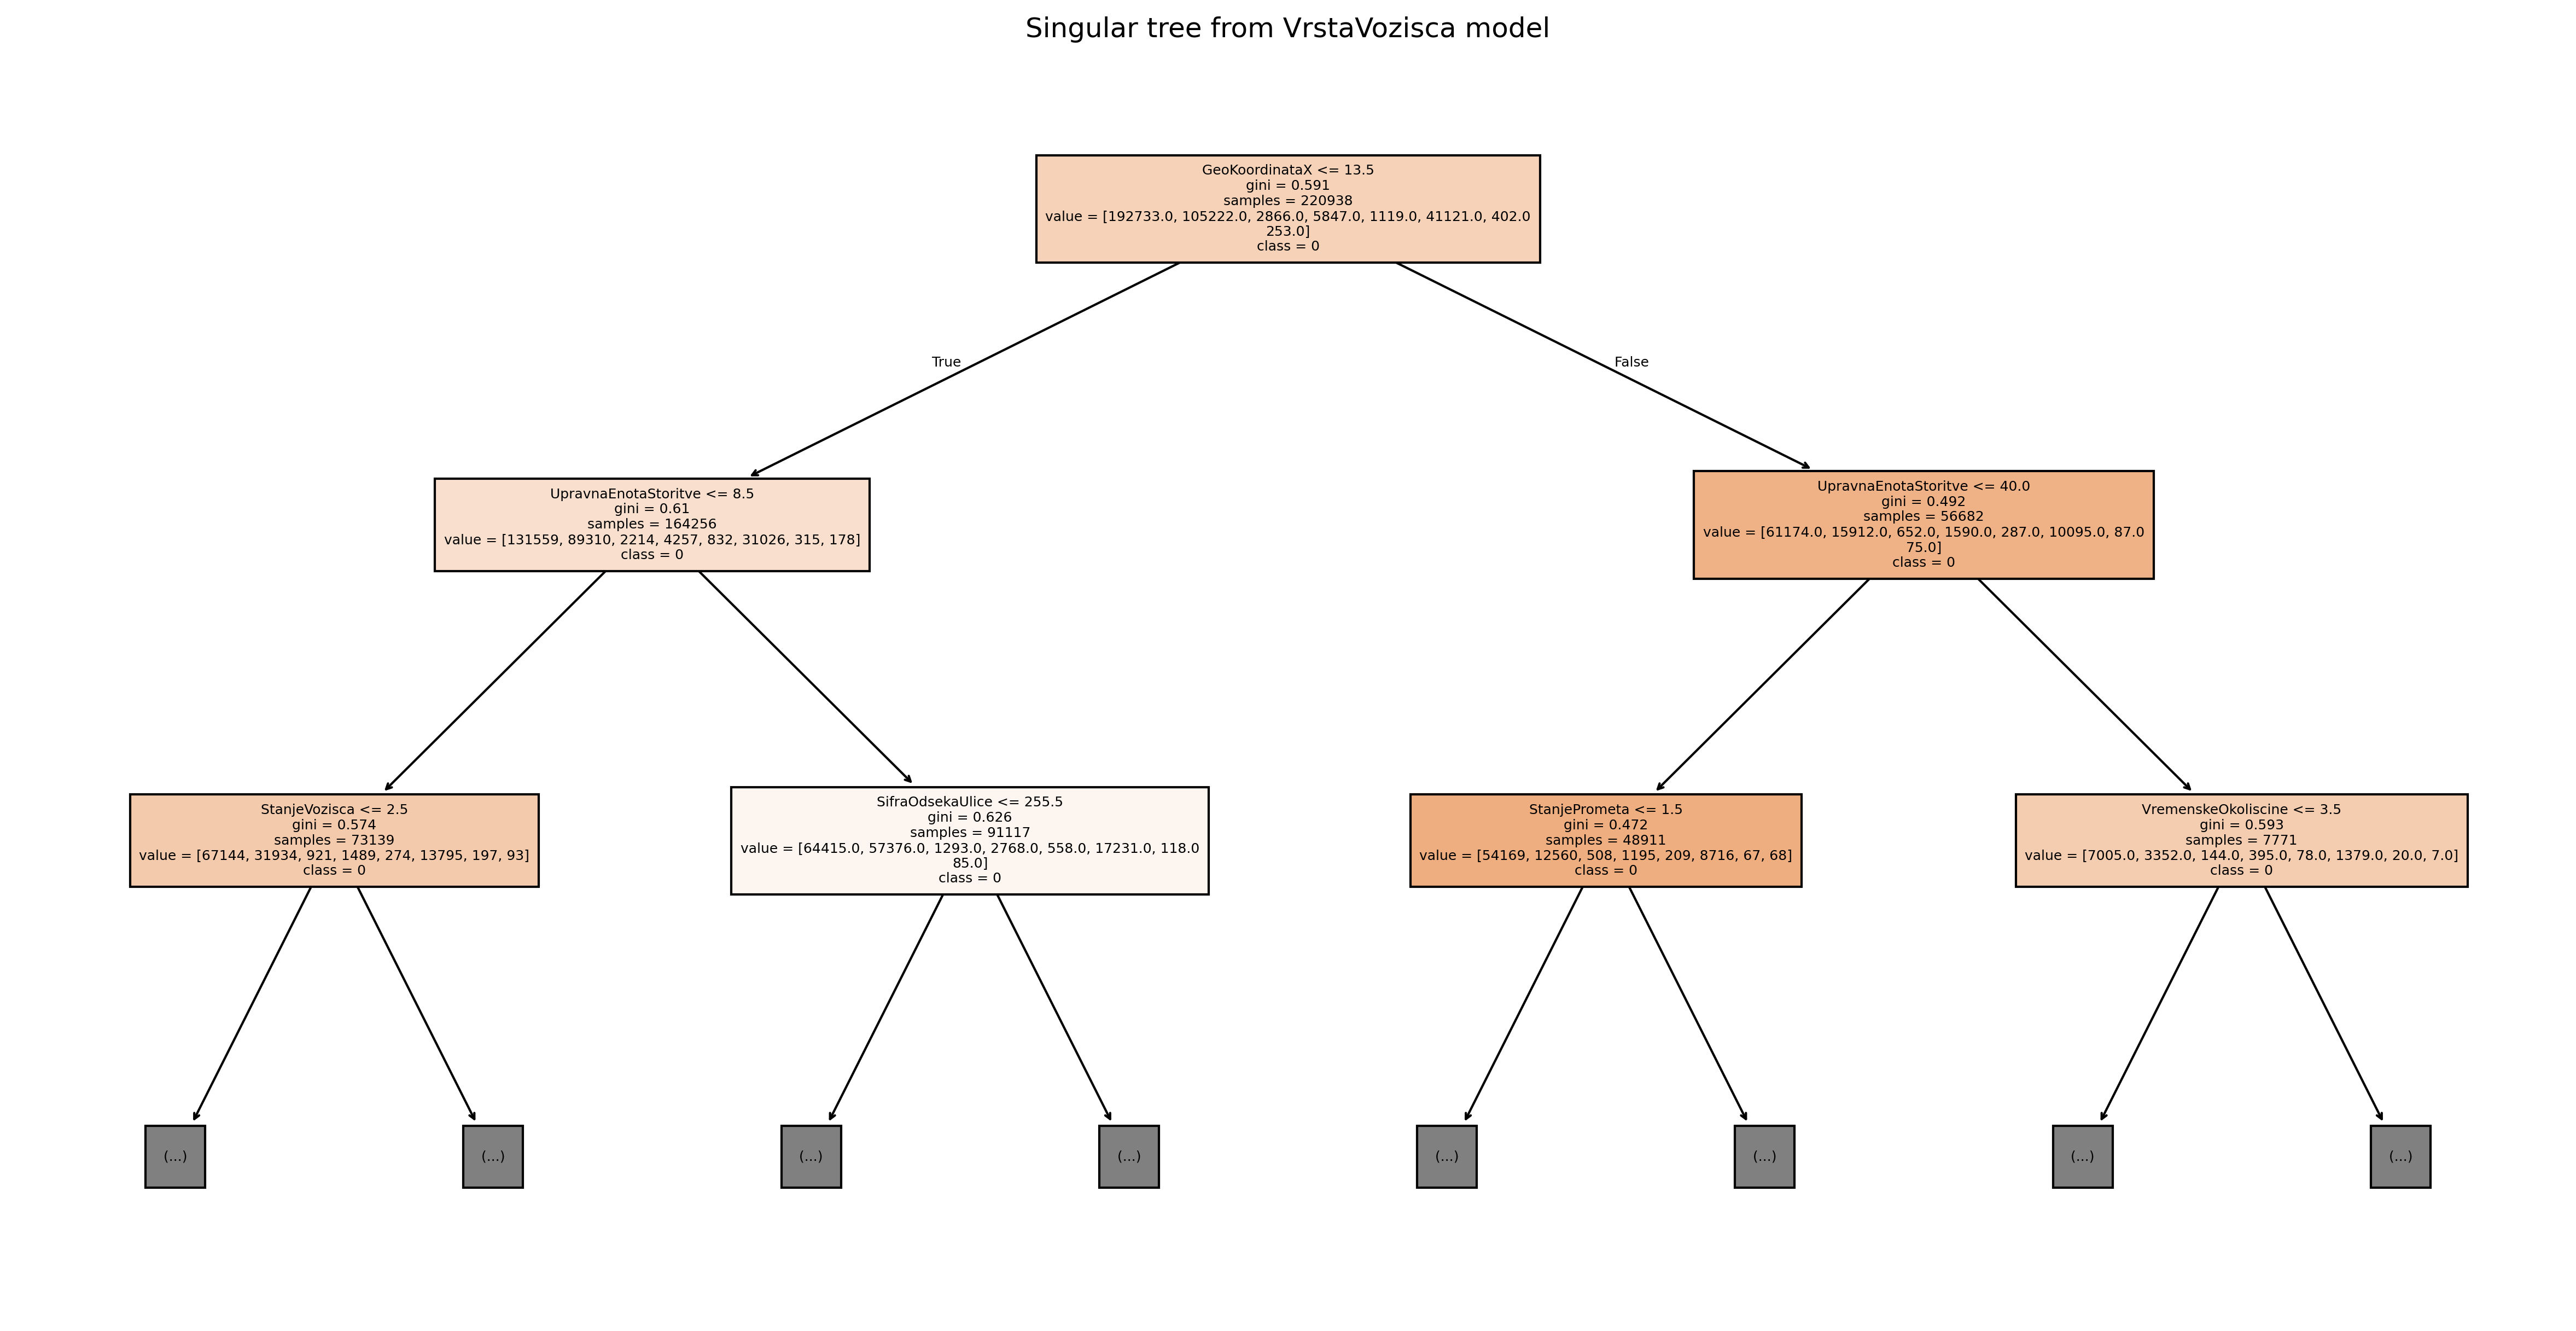 Singular tree from VrstaVozisca model
GeoKoordinataX <= 13.5
gini = 0.591
samples = 220938
value = [192733.0, 105222.0, 2866.0, 5847.0, 1119.0, 41121.0, 402.0
253.0]
class = 0
True
False
UpravnaEnotaStoritve <= 8.5
gini = 0.61
samples = 164256
value = [131559, 89310, 2214, 4257, 832, 31026, 315, 178]
class = 0
UpravnaEnotaStoritve <= 40.0
gini = 0.492
samples = 56682
value = [61174.0, 15912.0, 652.0, 1590.0, 287.0, 10095.0, 87.0
75.0]
class = 0
StanjeVozisca <= 2.5
gini = 0.574
samples = 73139
value = [67144, 31934, 921, 1489, 274, 13795, 197, 93]
class = 0
SifraOdsekaUlice <= 255.5
gini = 0.626
samples = 91117
value = [64415.0, 57376.0, 1293.0, 2768.0, 558.0, 17231.0, 118.0
85.0]
class = 0
StanjePrometa <= 1.5
gini = 0.472
samples = 48911
value = [54169, 12560, 508, 1195, 209, 8716, 67, 68]
class = 0
VremenskeOkoliscine <= 3.5
gini = 0.593
samples = 7771
value = [7005.0, 3352.0, 144.0, 395.0, 78.0, 1379.0, 20.0, 7.0]
class = 0
(...)
(...)
(...)
(...)
(...)
(...)
(...)
(...)